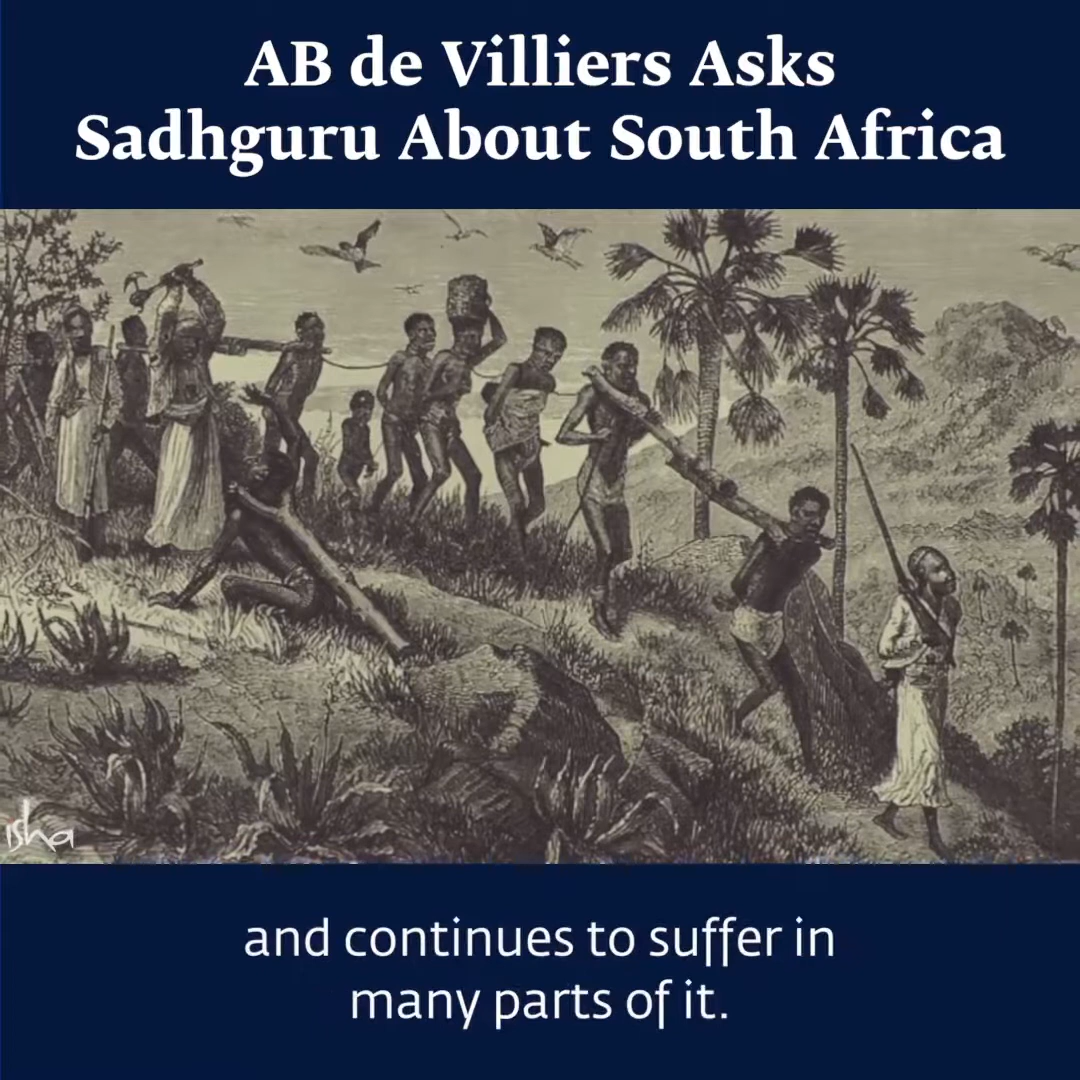 AB de Villiers Asks
Sadhguru About South Africa
isha
and continues to suffer in
many parts of it.